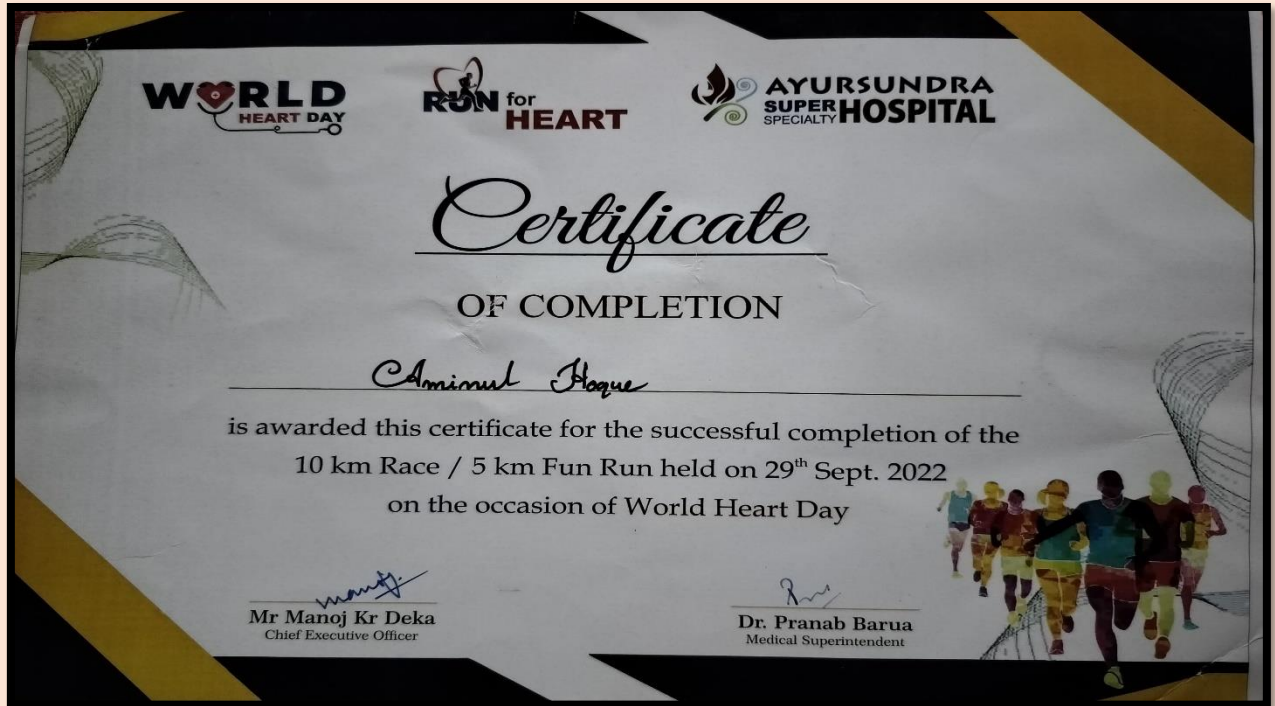 WORLD
HEART DAY
RUN for
HEART
AYURSUNDRA
SUPER SPECIALTY HOSPITAL
Certificate
OF COMPLETION
Aminul Hoque
is awarded this certificate for the successful completion of the
10 km Race / 5 km Fun Run held on 29th Sept. 2022
on the occasion of World Heart Day
Manoj.
Mr Manoj Kr Deka
Chief Executive Officer
Dr. Pranab Barua
Medical Superintendent